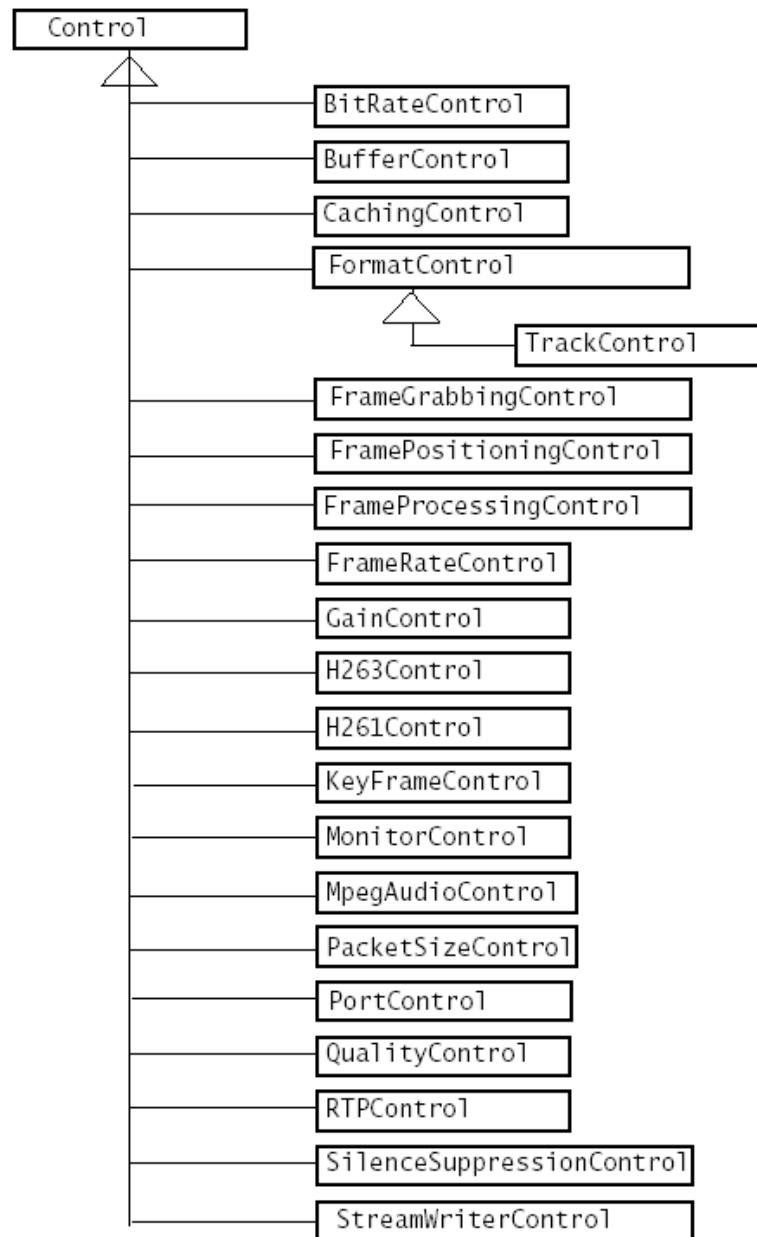 Control
BitRateControl
BufferControl
CachingControl
FormatControl
TrackControl
FrameGrabbingControl
FramePositioningControl
FrameProcessingControl
FrameRateControl
GainControl
H263Control
H261Control
KeyFrameControl
MonitorControl
MpegAudioControl
PacketSizeControl
PortControl
QualityControl
RTPControl
SilenceSuppressionControl
StreamWriterControl